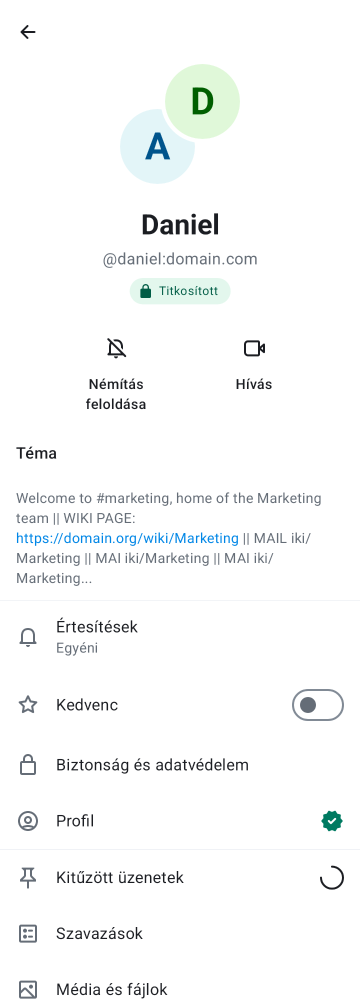 D
A
Daniel
@daniel:domain.com
Titkosított
Némítás
feloldása
Hívás
Téma
Welcome to #marketing, home of the Marketing
team || WIKI PAGE:
https://domain.org/wiki/Marketing || MAIL iki/
Marketing || MAI iki/Marketing || MAI iki/
Marketing...
Értesítések
Egyéni
Kedvenc
Biztonság és adatvédelem
Profil
Kitűzött üzenetek
Szavazások
Média és fájlok